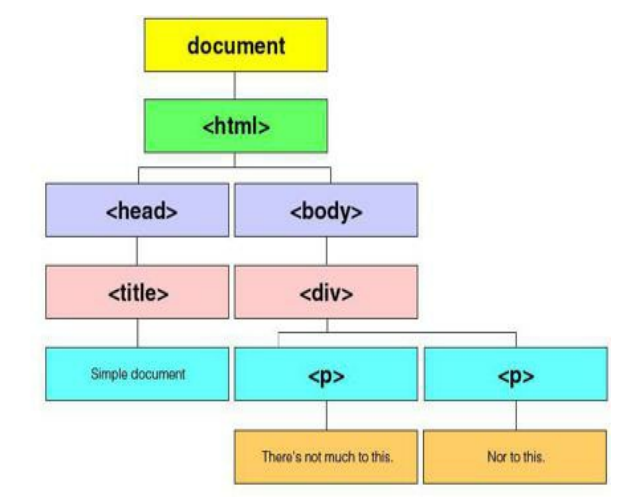 document
<html>
<head>
<body>
<title>
<div>
Simple document
<p>
<p>
There's not much to this.
Nor to this.